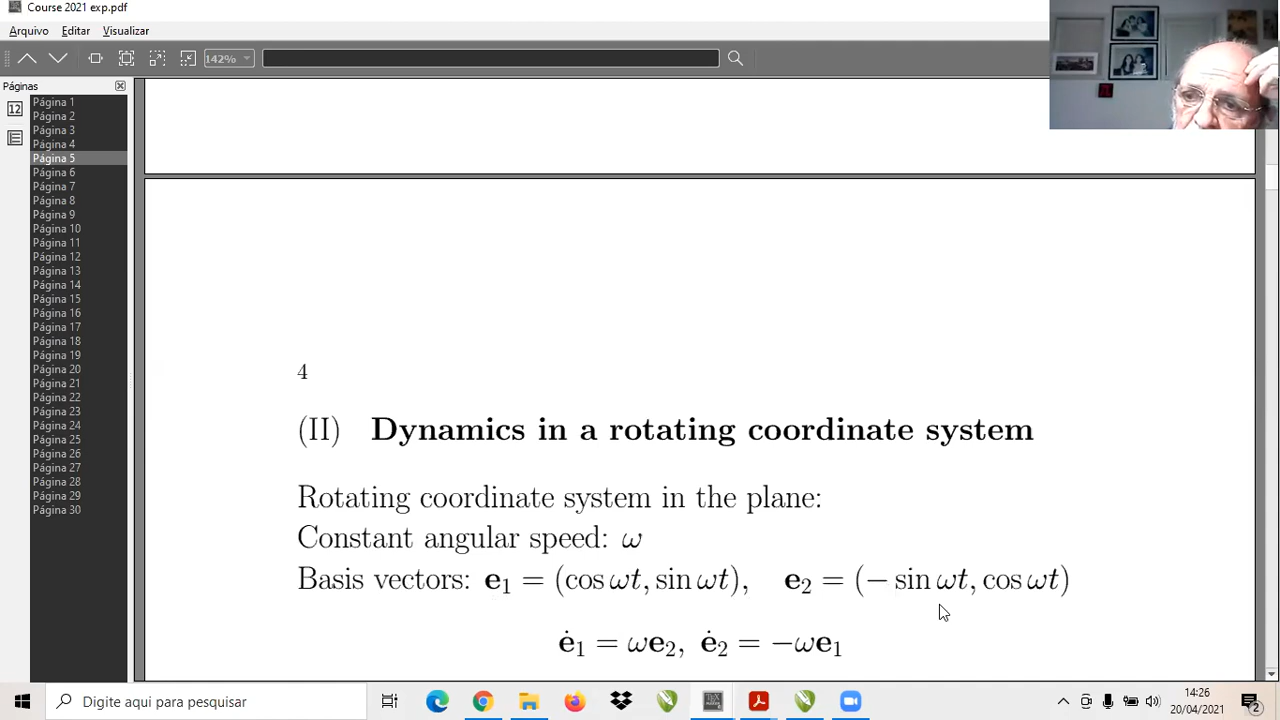 Course 2021 exp.pdf
Arquivo Editar Visualizar
142%
Páginas
12
Página 1
Página 2
Página 3
Página 4
Página 5
Página 6
Página 7
Página 8
Página 9
Página 10
Página 11
Página 12
Página 13
Página 14
Página 15
Página 16
Página 17
Página 18
Página 19
Página 20
Página 21
Página 22
Página 23
Página 24
Página 25
Página 26
Página 27
Página 28
Página 29
Página 30
4
(II) Dynamics in a rotating coordinate system
Rotating coordinate system in the plane:
Constant angular speed: ω
Basis vectors: e₁ = (cos ωt, sin ωt), e₂ = (− sin ωt, cos ωt)
ė₁ = ωe₂, ė₂ = −ωe₁
Digite aqui para pesquisar
14:26
20/04/2021
2